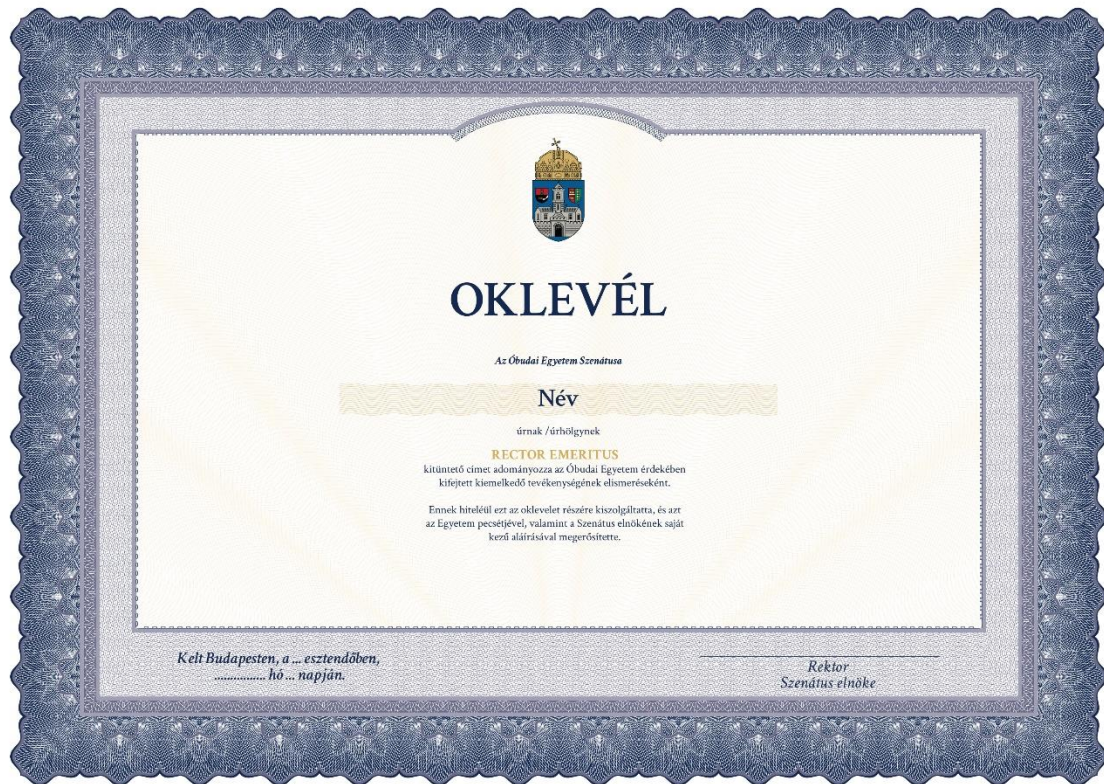 OKLEVÉL
Az Óbudai Egyetem Szenátusa
Név
úrnak /úrhölgynek
RECTOR EMERITUS
kitüntető címet adományozza az Óbudai Egyetem érdekében
kifejtett kiemelkedő tevékenységének elismeréseként.
Ennek hiteléül ezt az oklevelet részére kiszolgáltatta, és azt
az Egyetem pecsétjével, valamint a Szenátus elnökének saját
kezű aláírásával megerősítette.
Kelt Budapesten, a ... esztendőben,
................ hó ... napján.
Rektor
Szenátus elnöke